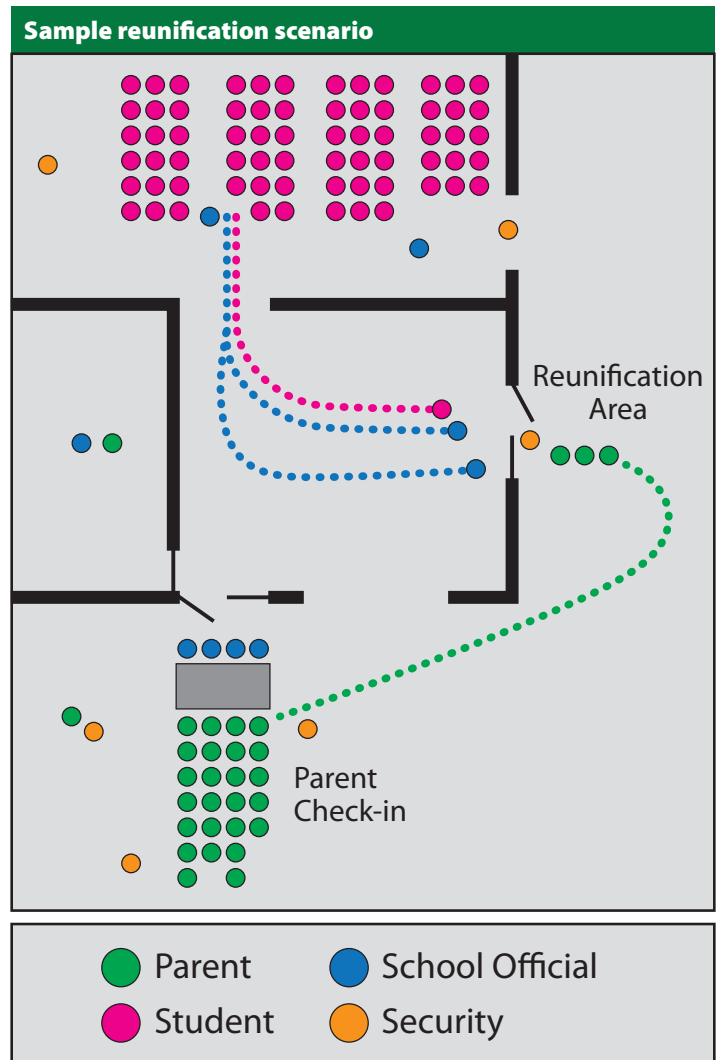 Sample reunification scenario
Reunification
Area
Parent
Check-in
Parent
School Official
Student
Security